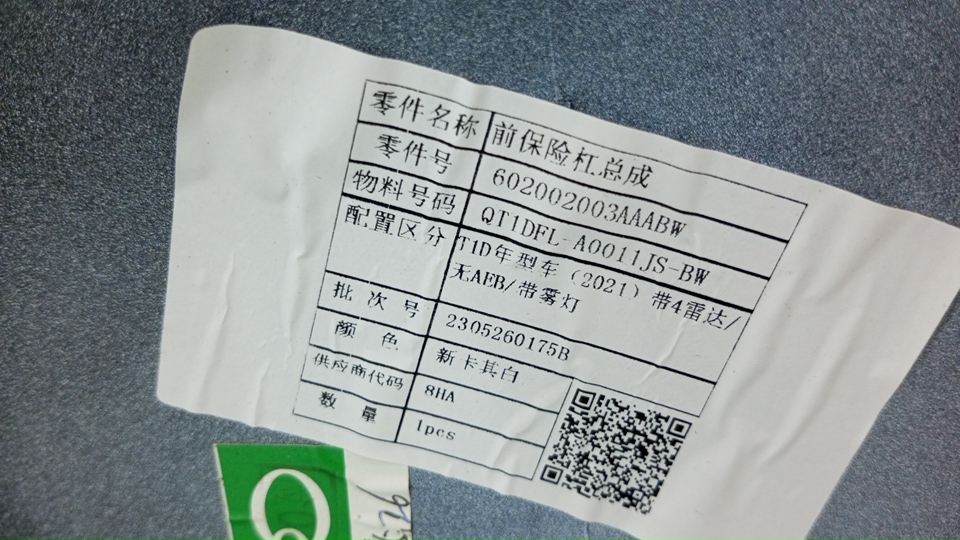 零件名称 前保险杠总成
零件号 602002003AAABW
物料号码 QT1DFL-A0011JS-BW
配置区分 T1D年型车（2021）带4雷达/
无AEB/带雾灯
批次号 2305260175B
颜色 新卡其白
供应商代码 8HA
数量 1pcs
Q